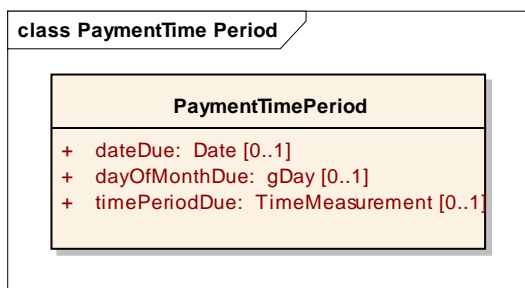 class PaymentTime Period
PaymentTimePeriod
+ dateDue: Date [0..1]
+ dayOfMonthDue: gDay [0..1]
+ timePeriodDue: TimeMeasurement [0..1]